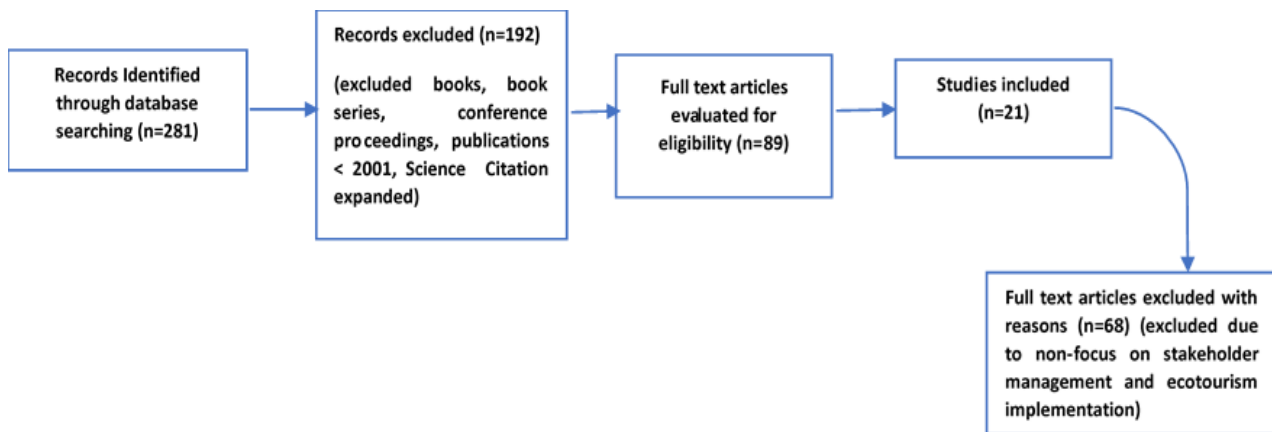 Records Identified
through database
searching (n=281)
Records excluded (n=192)
(excluded books, book
series, conference
proceedings, publications
< 2001, Science Citation
expanded)
Full text articles
evaluated for
eligibility (n=89)
Studies included
(n=21)
Full text articles excluded with
reasons (n=68) (excluded due
to non-focus on stakeholder
management and ecotourism
implementation)